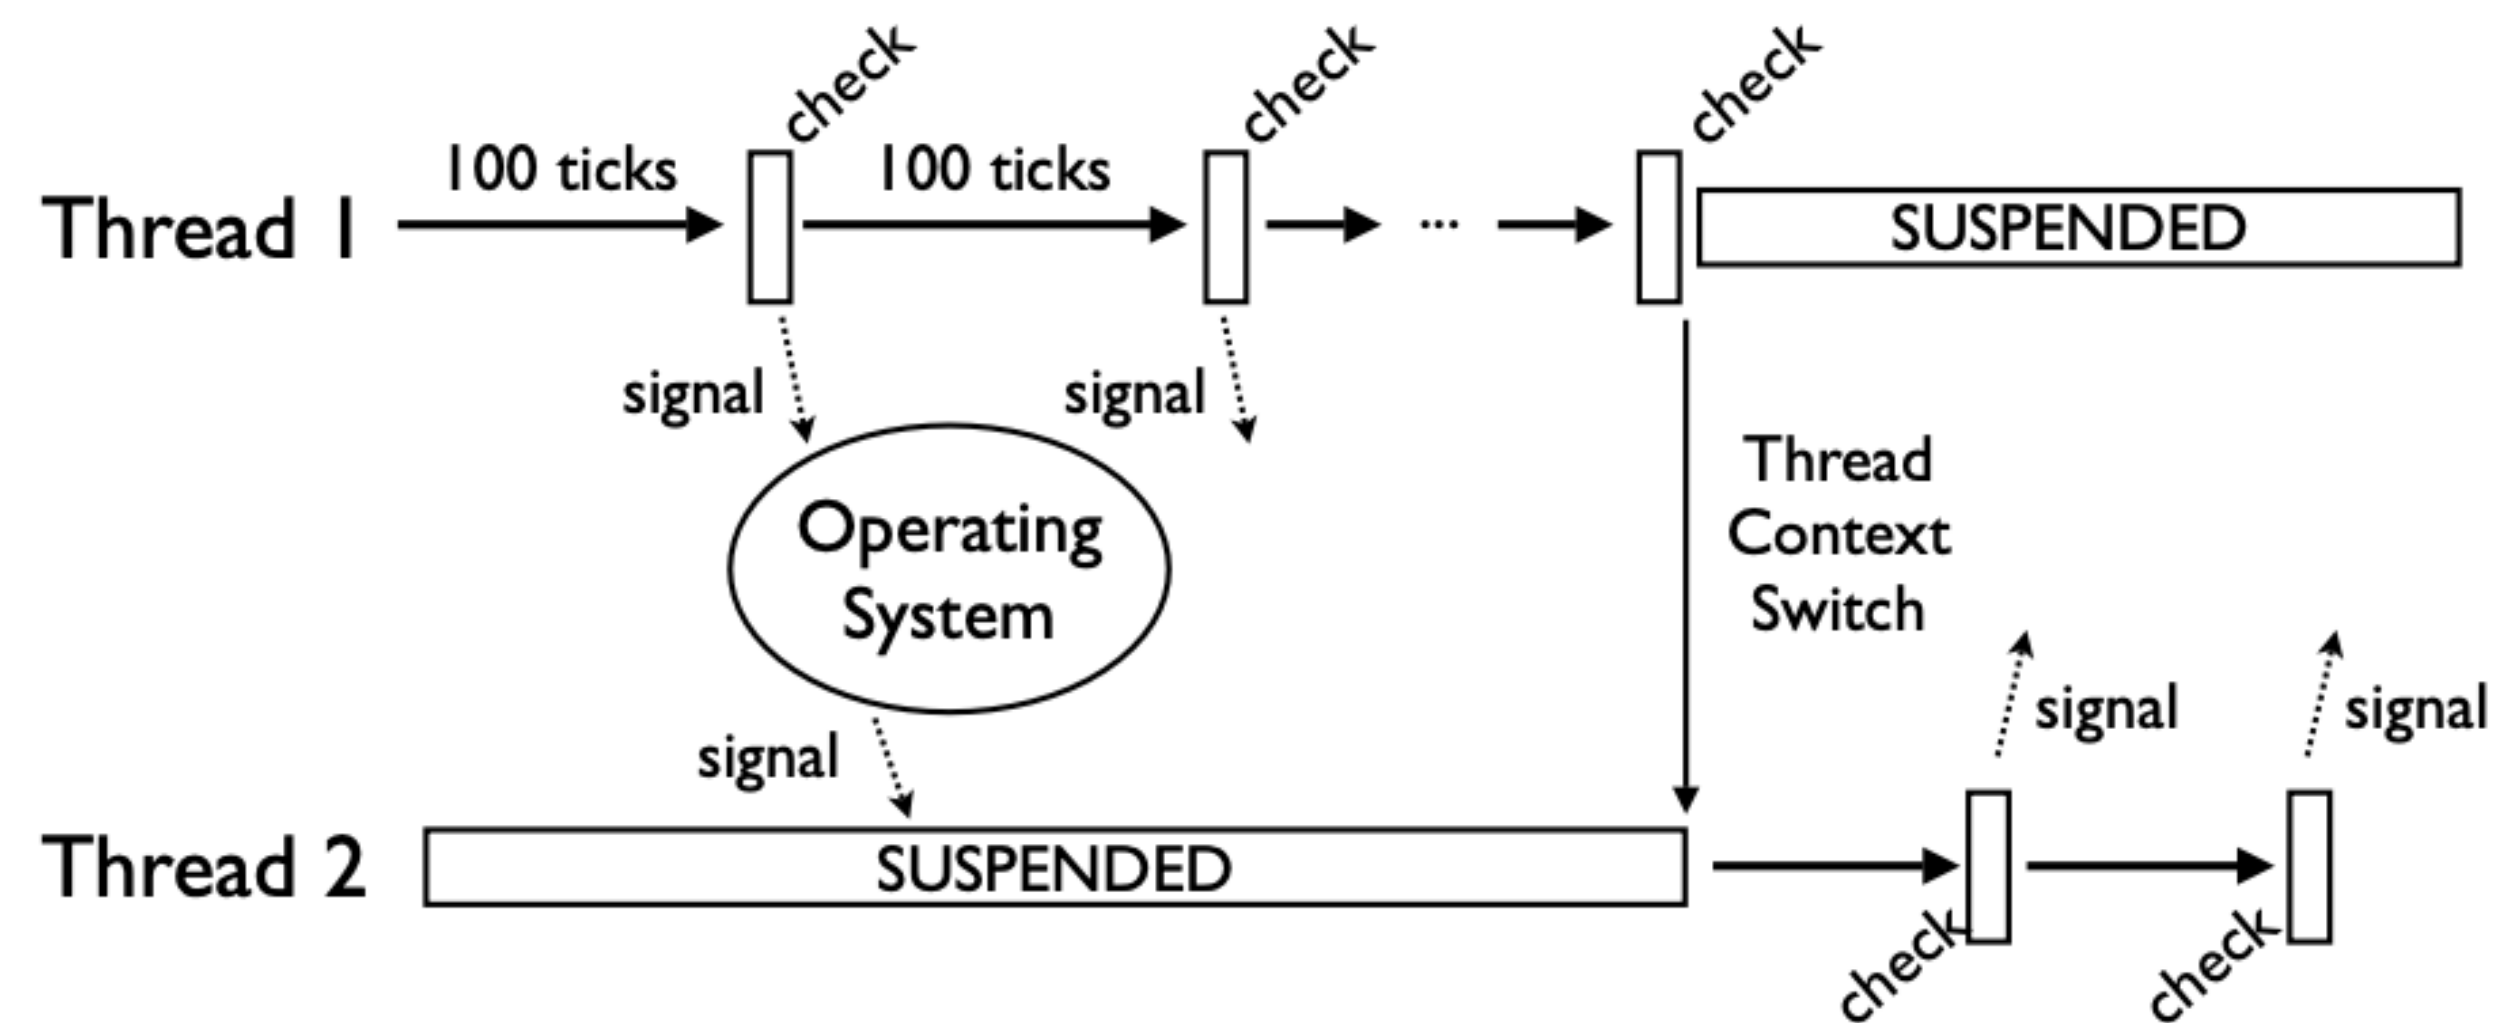 check
check
check
100 ticks
100 ticks
Thread 1
...
SUSPENDED
signal
signal
Thread
Context
Switch
Operating
System
signal
signal
signal
Thread 2
SUSPENDED
check
check